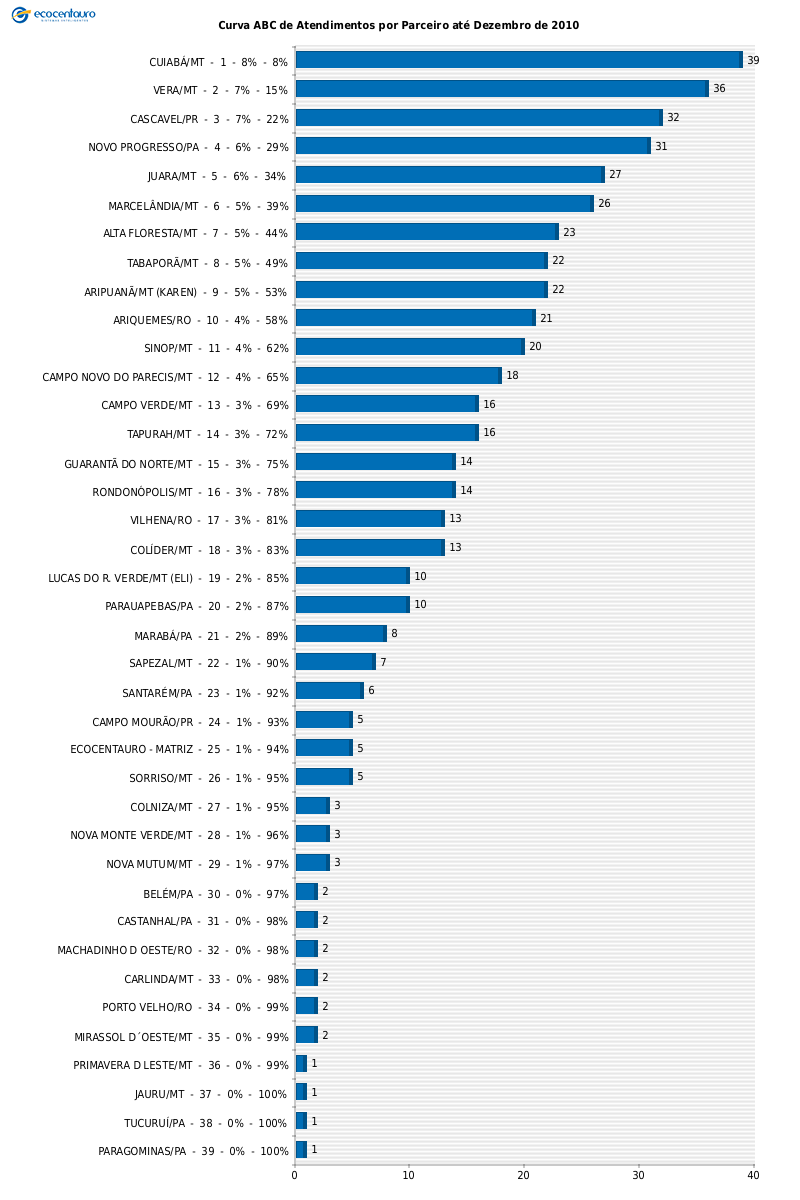 ecocentauro
Curva ABC de Atendimentos por Parceiro até Dezembro de 2010
CUIABÁ/MT - 1 - 8% - 8% 39
VERA/MT - 2 - 7% - 15% 36
CASCAVEL/PR - 3 - 7% - 22% 32
NOVO PROGRESSO/PA - 4 - 6% - 29% 31
JUARA/MT - 5 - 6% - 34% 27
MARCELÂNDIA/MT - 6 - 5% - 39% 26
ALTA FLORESTA/MT - 7 - 5% - 44% 23
TABAPORÃ/MT - 8 - 5% - 49% 22
ARIPUANÃ/MT (KAREN) - 9 - 5% - 53% 22
ARIQUEMES/RO - 10 - 4% - 58% 21
SINOP/MT - 11 - 4% - 62% 20
CAMPO NOVO DO PARECIS/MT - 12 - 4% - 65% 18
CAMPO VERDE/MT - 13 - 3% - 69% 16
TAPURAH/MT - 14 - 3% - 72% 16
GUARANTÃ DO NORTE/MT - 15 - 3% - 75% 14
RONDONÓPOLIS/MT - 16 - 3% - 78% 14
VILHENA/RO - 17 - 3% - 81% 13
COLÍDER/MT - 18 - 3% - 83% 13
LUCAS DO R. VERDE/MT (ELI) - 19 - 2% - 85% 10
PARAUAPEBAS/PA - 20 - 2% - 87% 10
MARABÁ/PA - 21 - 2% - 89% 8
SAPEZAL/MT - 22 - 1% - 90% 7
SANTARÉM/PA - 23 - 1% - 92% 6
CAMPO MOURÃO/PR - 24 - 1% - 93% 5
ECOCENTAURO - MATRIZ - 25 - 1% - 94% 5
SORRISO/MT - 26 - 1% - 95% 5
COLNIZA/MT - 27 - 1% - 95% 3
NOVA MONTE VERDE/MT - 28 - 1% - 96% 3
NOVA MUTUM/MT - 29 - 1% - 97% 3
BELÉM/PA - 30 - 0% - 97% 2
CASTANHAL/PA - 31 - 0% - 98% 2
MACHADINHO D OESTE/RO - 32 - 0% - 98% 2
CARLINDA/MT - 33 - 0% - 98% 2
PORTO VELHO/RO - 34 - 0% - 99% 2
MIRASSOL D´OESTE/MT - 35 - 0% - 99% 2
PRIMAVERA D LESTE/MT - 36 - 0% - 99% 1
JAURU/MT - 37 - 0% - 100% 1
TUCURUÍ/PA - 38 - 0% - 100% 1
PARAGOMINAS/PA - 39 - 0% - 100% 1
0 10 20 30 40